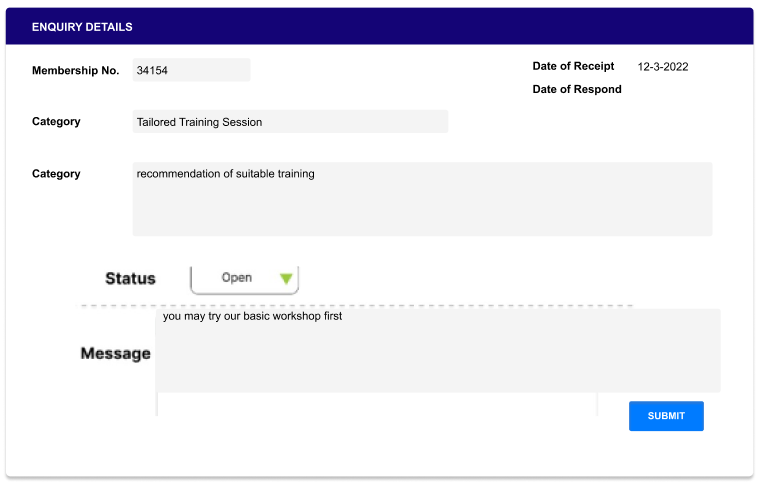 ENQUIRY DETAILS
Membership No. 34154
Date of Receipt 12-3-2022
Date of Respond
Category Tailored Training Session
Category recommendation of suitable training
Status Open
you may try our basic workshop first
Message
SUBMIT